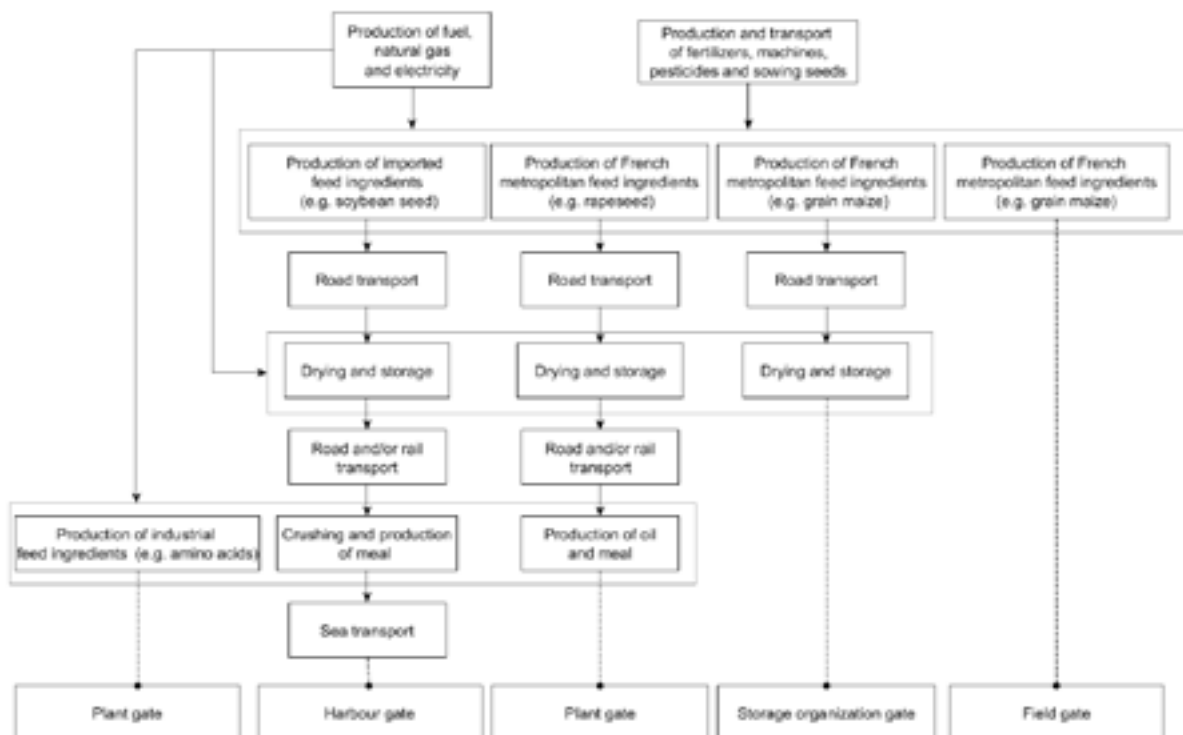 Production of fuel,
natural gas
and electricity
Production and transport
of fertilizers, machines,
pesticides and sowing seeds
Production of imported
feed ingredients
(e.g. soybean seed)
Production of French
metropolitan feed ingredients
(e.g. rapeseed)
Production of French
metropolitan feed ingredients
(e.g. grain maize)
Production of French
metropolitan feed ingredients
(e.g. grain maize)
Road transport
Road transport
Road transport
Drying and storage
Drying and storage
Drying and storage
Road and/or rail
transport
Road and/or rail
transport
Production of industrial
feed ingredients (e.g. amino acids)
Crushing and production
of meal
Production of oil
and meal
Sea transport
Plant gate
Harbour gate
Plant gate
Storage organization gate
Field gate